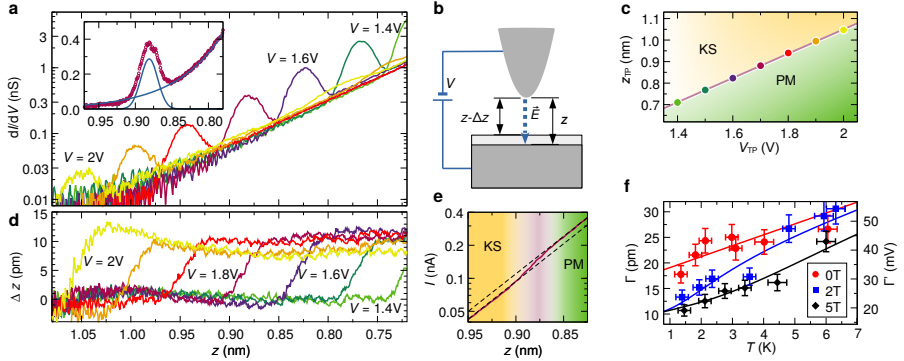 a
dI/dV (nS)
3
1
0.3
0.1
0.03
0.01
0.4
0.2
0.0
0.95
0.90
0.85
0.80
V = 1.4V
V = 1.6V
V = 2V
b
V
z-Δz
E
z
c
z_TP (nm)
1.0
0.9
0.8
0.7
KS
PM
1.4
1.5
1.6
1.7
1.8
1.9
2
V_TP (V)
d
Δ z (pm)
15
10
5
0
V = 2V
V = 1.8V
V = 1.6V
V = 1.4V
1.05
1.00
0.95
0.90
0.85
0.80
0.75
z (nm)
e
I (nA)
0.4
0.2
0.1
0.05
KS
PM
0.95
0.90
0.85
z (nm)
f
Γ (pm)
30
25
20
15
10
Γ (mV)
50
40
30
20
0T
2T
5T
1
2
3
4
5
6
7
T (K)